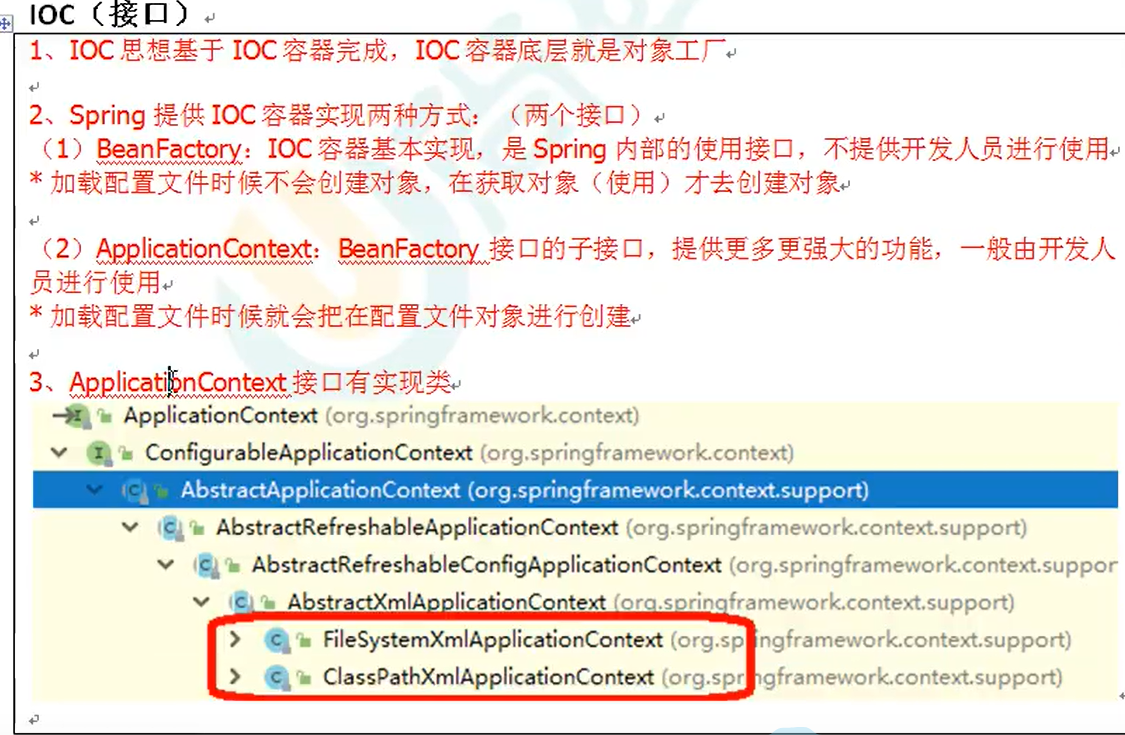 IOC（接口）
1、IOC 思想基于 IOC 容器完成，IOC 容器底层就是对象工厂
2、Spring 提供 IOC 容器实现两种方式：（两个接口）
（1）BeanFactory：IOC 容器基本实现，是 Spring 内部的使用接口，不提供开发人员进行使用
* 加载配置文件时候不会创建对象，在获取对象（使用）才去创建对象
（2）ApplicationContext：BeanFactory 接口的子接口，提供更多更强大的功能，一般由开发人
员进行使用
* 加载配置文件时候就会把在配置文件对象进行创建
3、ApplicationContext 接口有实现类
ApplicationContext (org.springframework.context)
ConfigurableApplicationContext (org.springframework.context)
AbstractApplicationContext (org.springframework.context.support)
AbstractRefreshableApplicationContext (org.springframework.context.support)
AbstractRefreshableConfigApplicationContext (org.springframework.context.suppor
AbstractXmlApplicationContext (org.springframework.context.support)
FileSystemXmlApplicationContext (org.springframework.context.support)
ClassPathXmlApplicationContext (org.springframework.context.support)